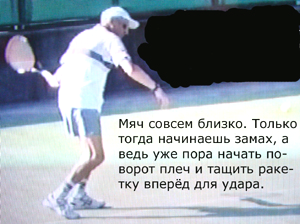 Мяч совсем близко. Только
тогда начинаешь замах, а
ведь уже пора начать по-
ворот плеч и тащить раке-
тку вперёд для удара.